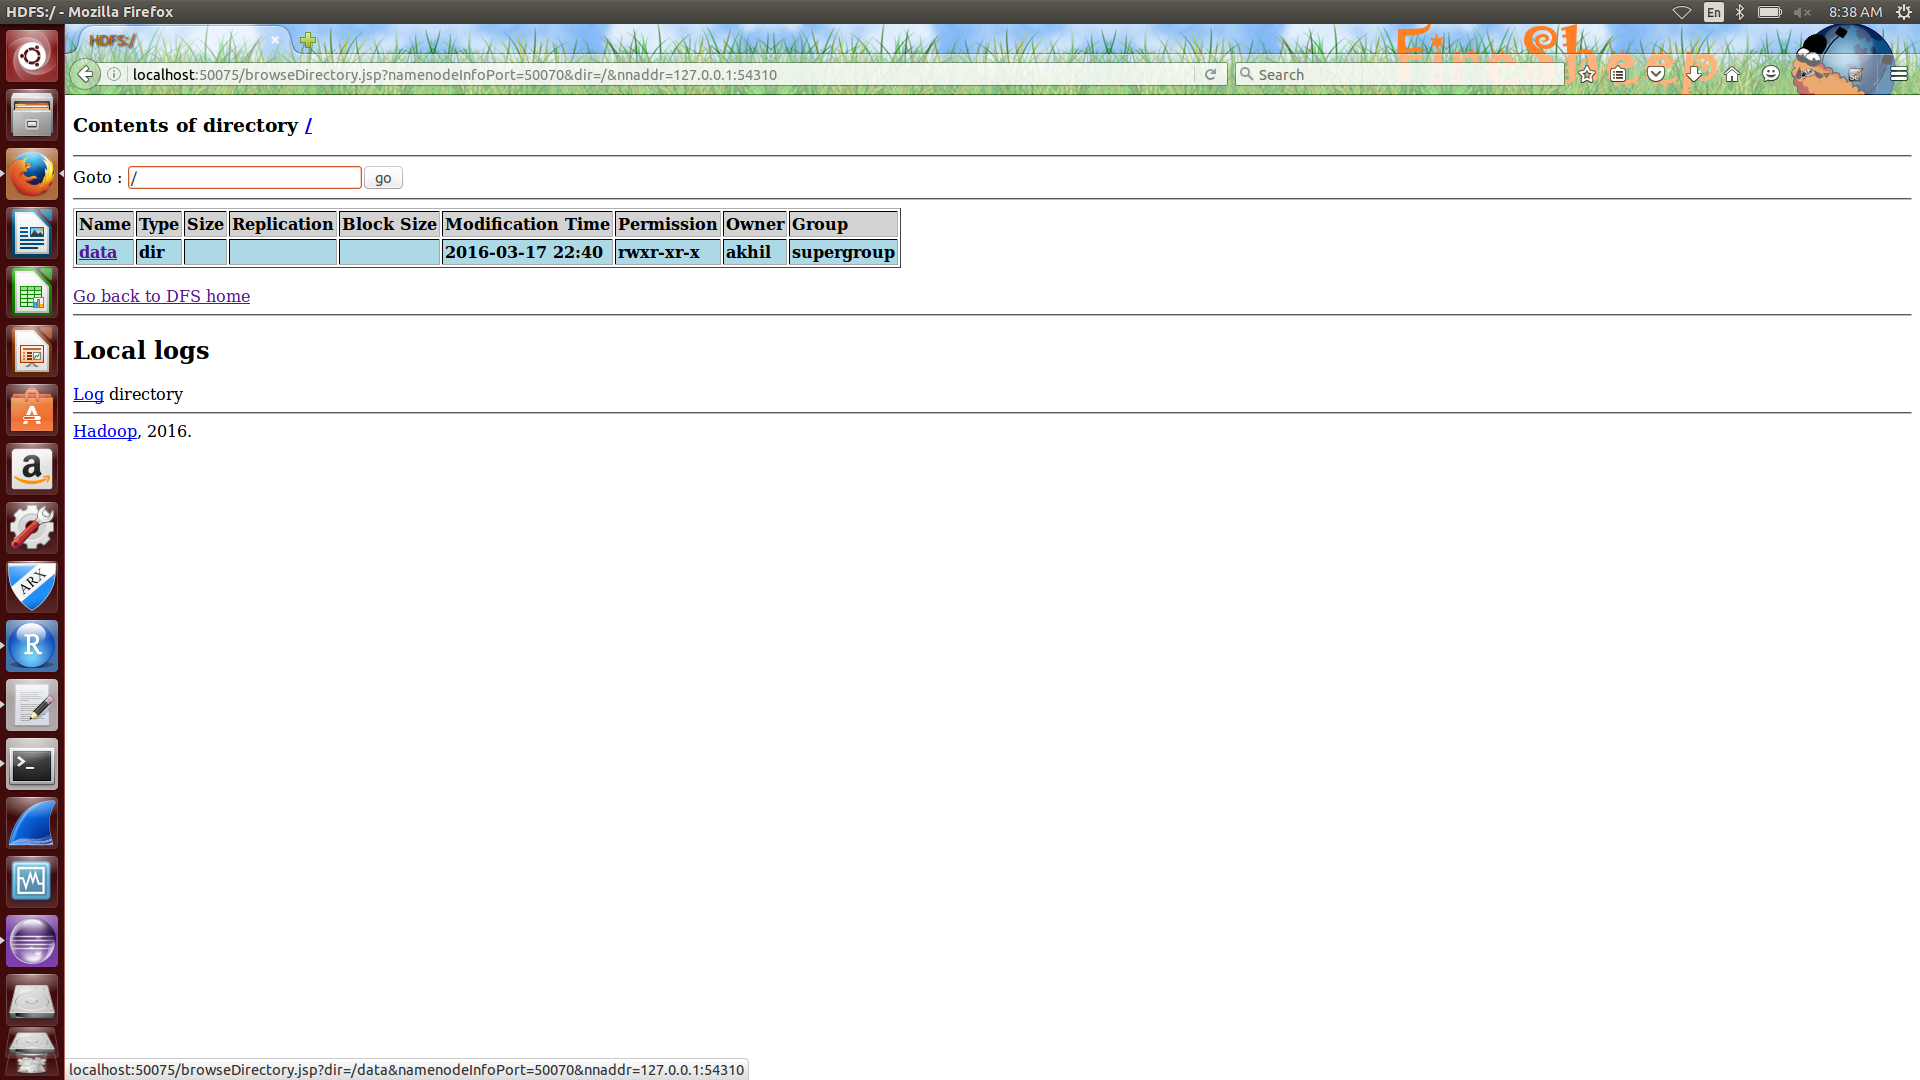 HDFS:/ - Mozilla Firefox
En
8:38 AM
HDFS:/
FireSheep
localhost:50075/browseDirectory.jsp?namenodeInfoPort=50070&dir=/&nnaddr=127.0.0.1:54310
Search
Contents of directory /
Goto : / go
Name Type Size Replication Block Size Modification Time Permission Owner Group
data dir 2016-03-17 22:40 rwxr-xr-x akhil supergroup
Go back to DFS home
Local logs
Log directory
Hadoop, 2016.
A
a
ARX
R
>_
localhost:50075/browseDirectory.jsp?dir=/data&namenodeInfoPort=50070&nnaddr=127.0.0.1:54310